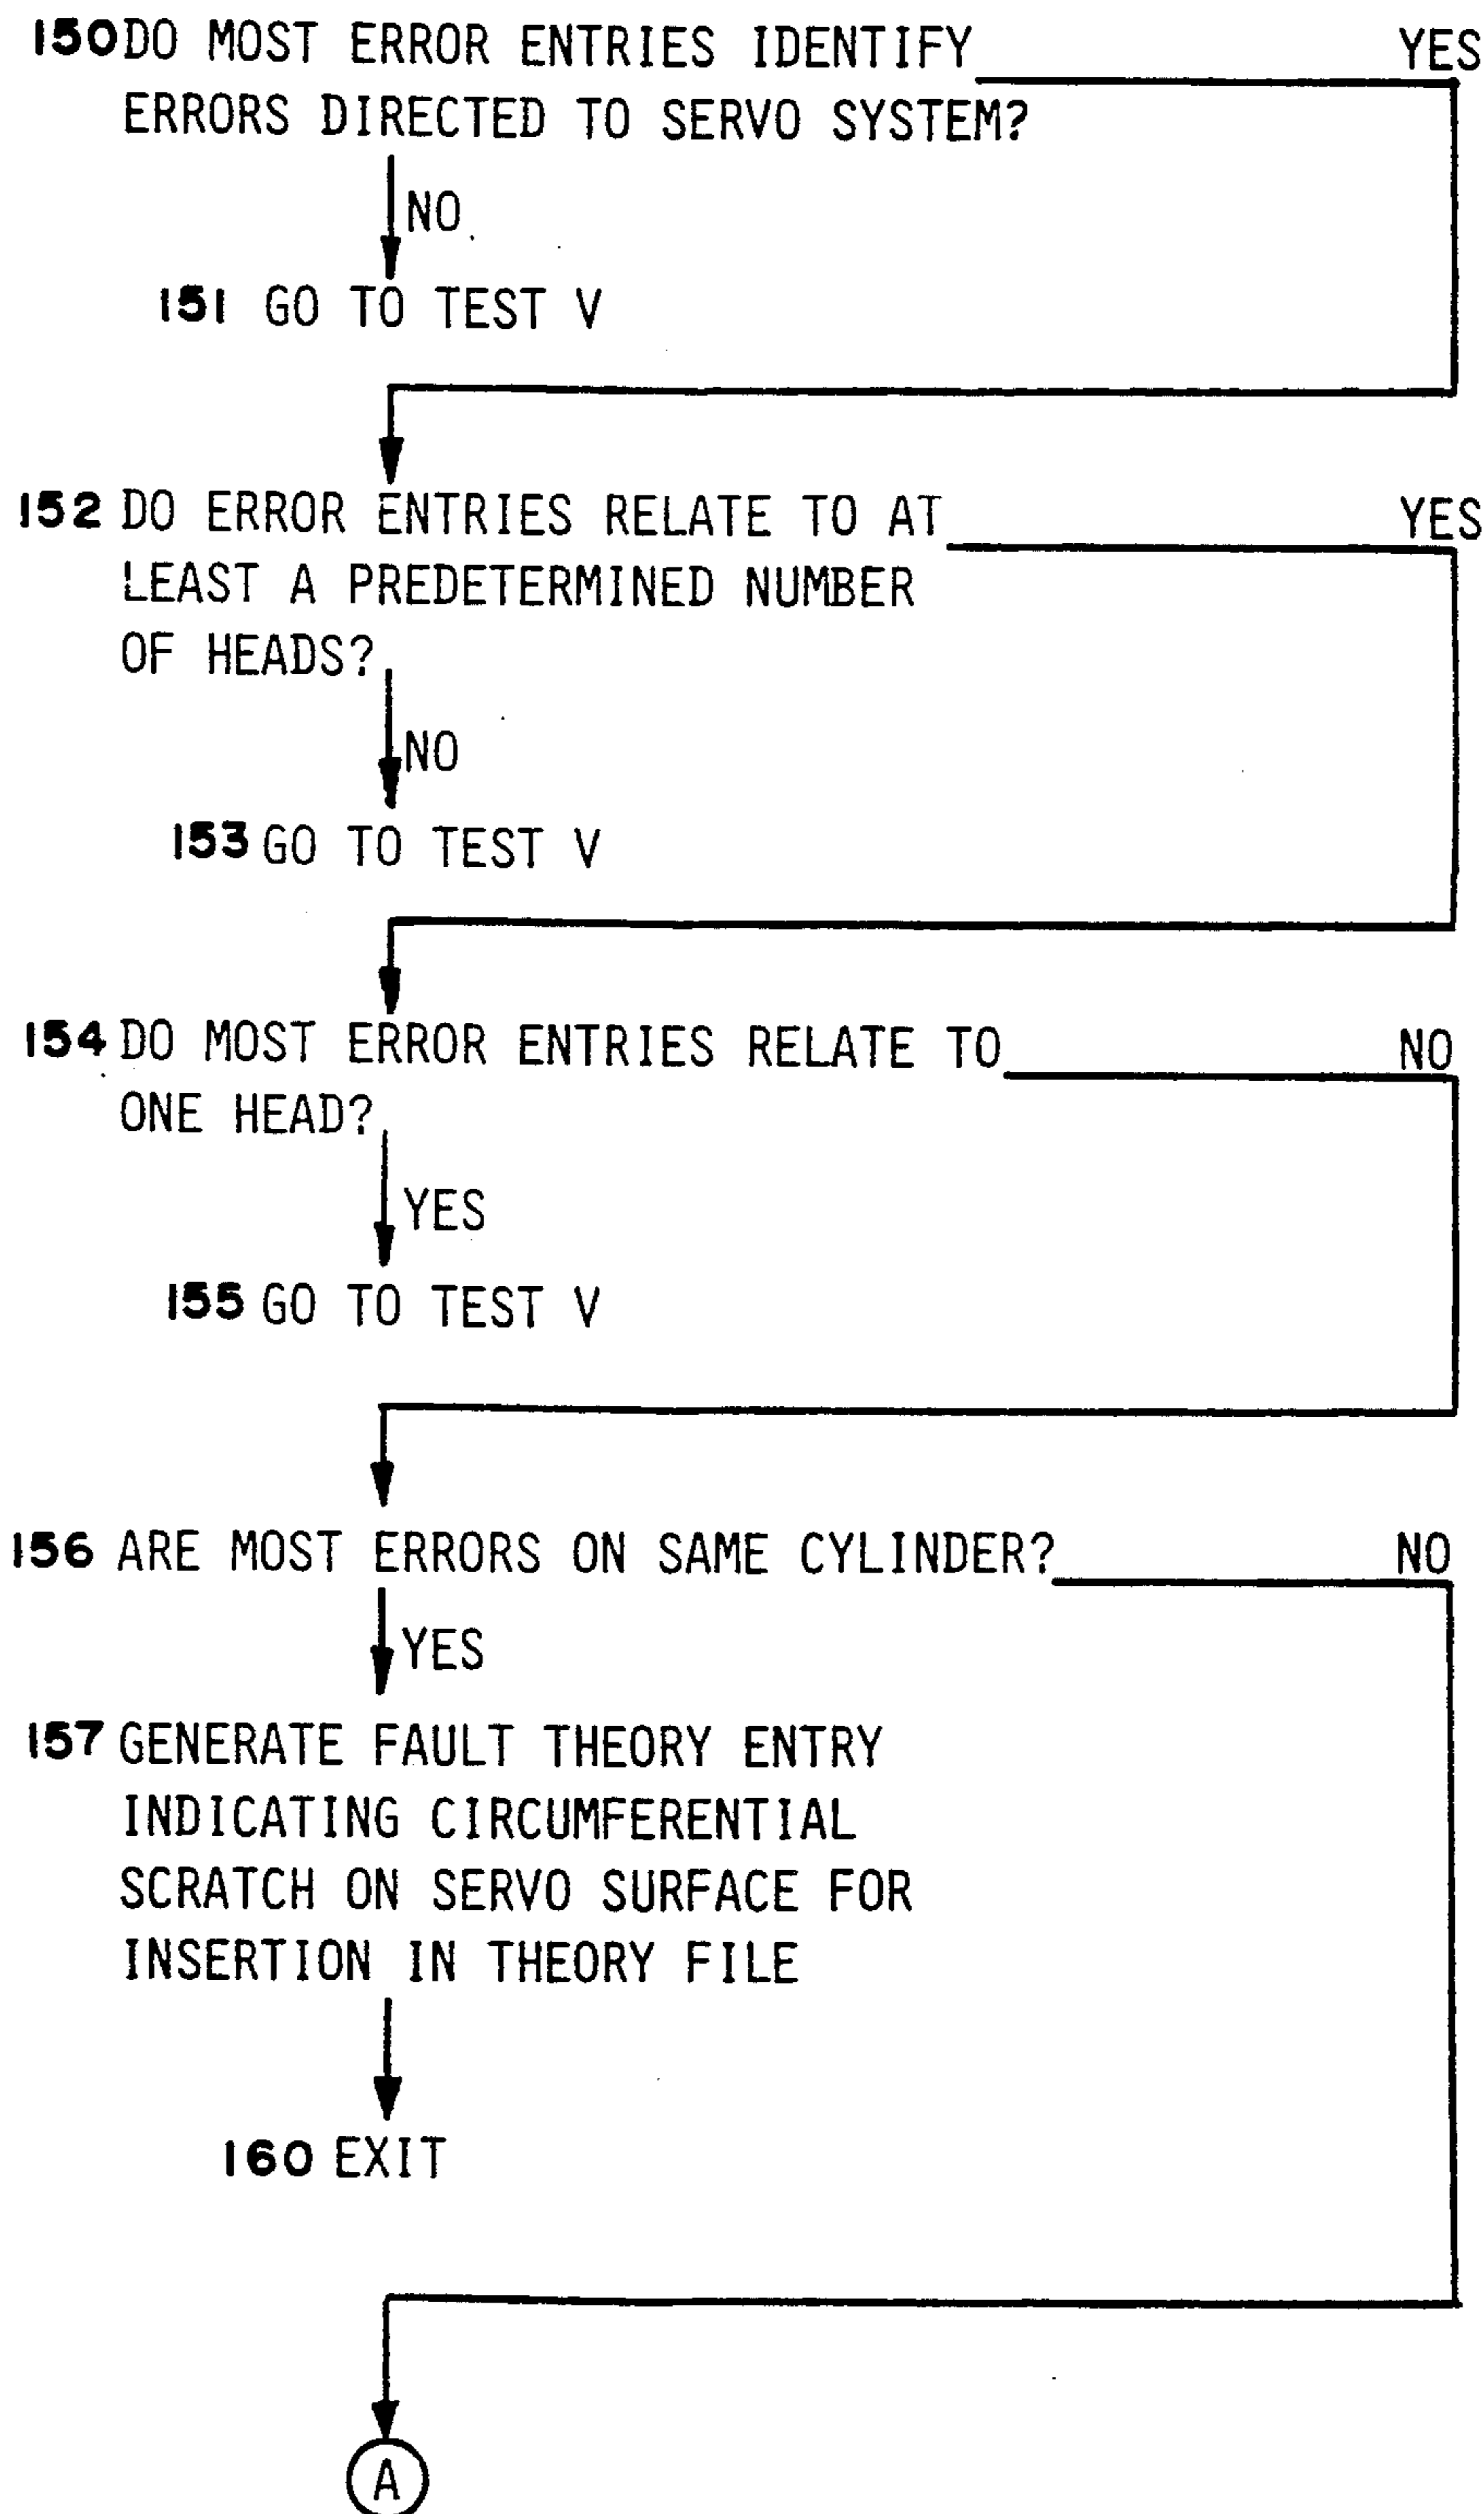 150 DO MOST ERROR ENTRIES IDENTIFY YES
ERRORS DIRECTED TO SERVO SYSTEM?
NO
151 GO TO TEST V
152 DO ERROR ENTRIES RELATE TO AT YES
LEAST A PREDETERMINED NUMBER
OF HEADS?
NO
153 GO TO TEST V
154 DO MOST ERROR ENTRIES RELATE TO NO
ONE HEAD?
YES
155 GO TO TEST V
156 ARE MOST ERRORS ON SAME CYLINDER? NO
YES
157 GENERATE FAULT THEORY ENTRY
INDICATING CIRCUMFERENTIAL
SCRATCH ON SERVO SURFACE FOR
INSERTION IN THEORY FILE
160 EXIT
A